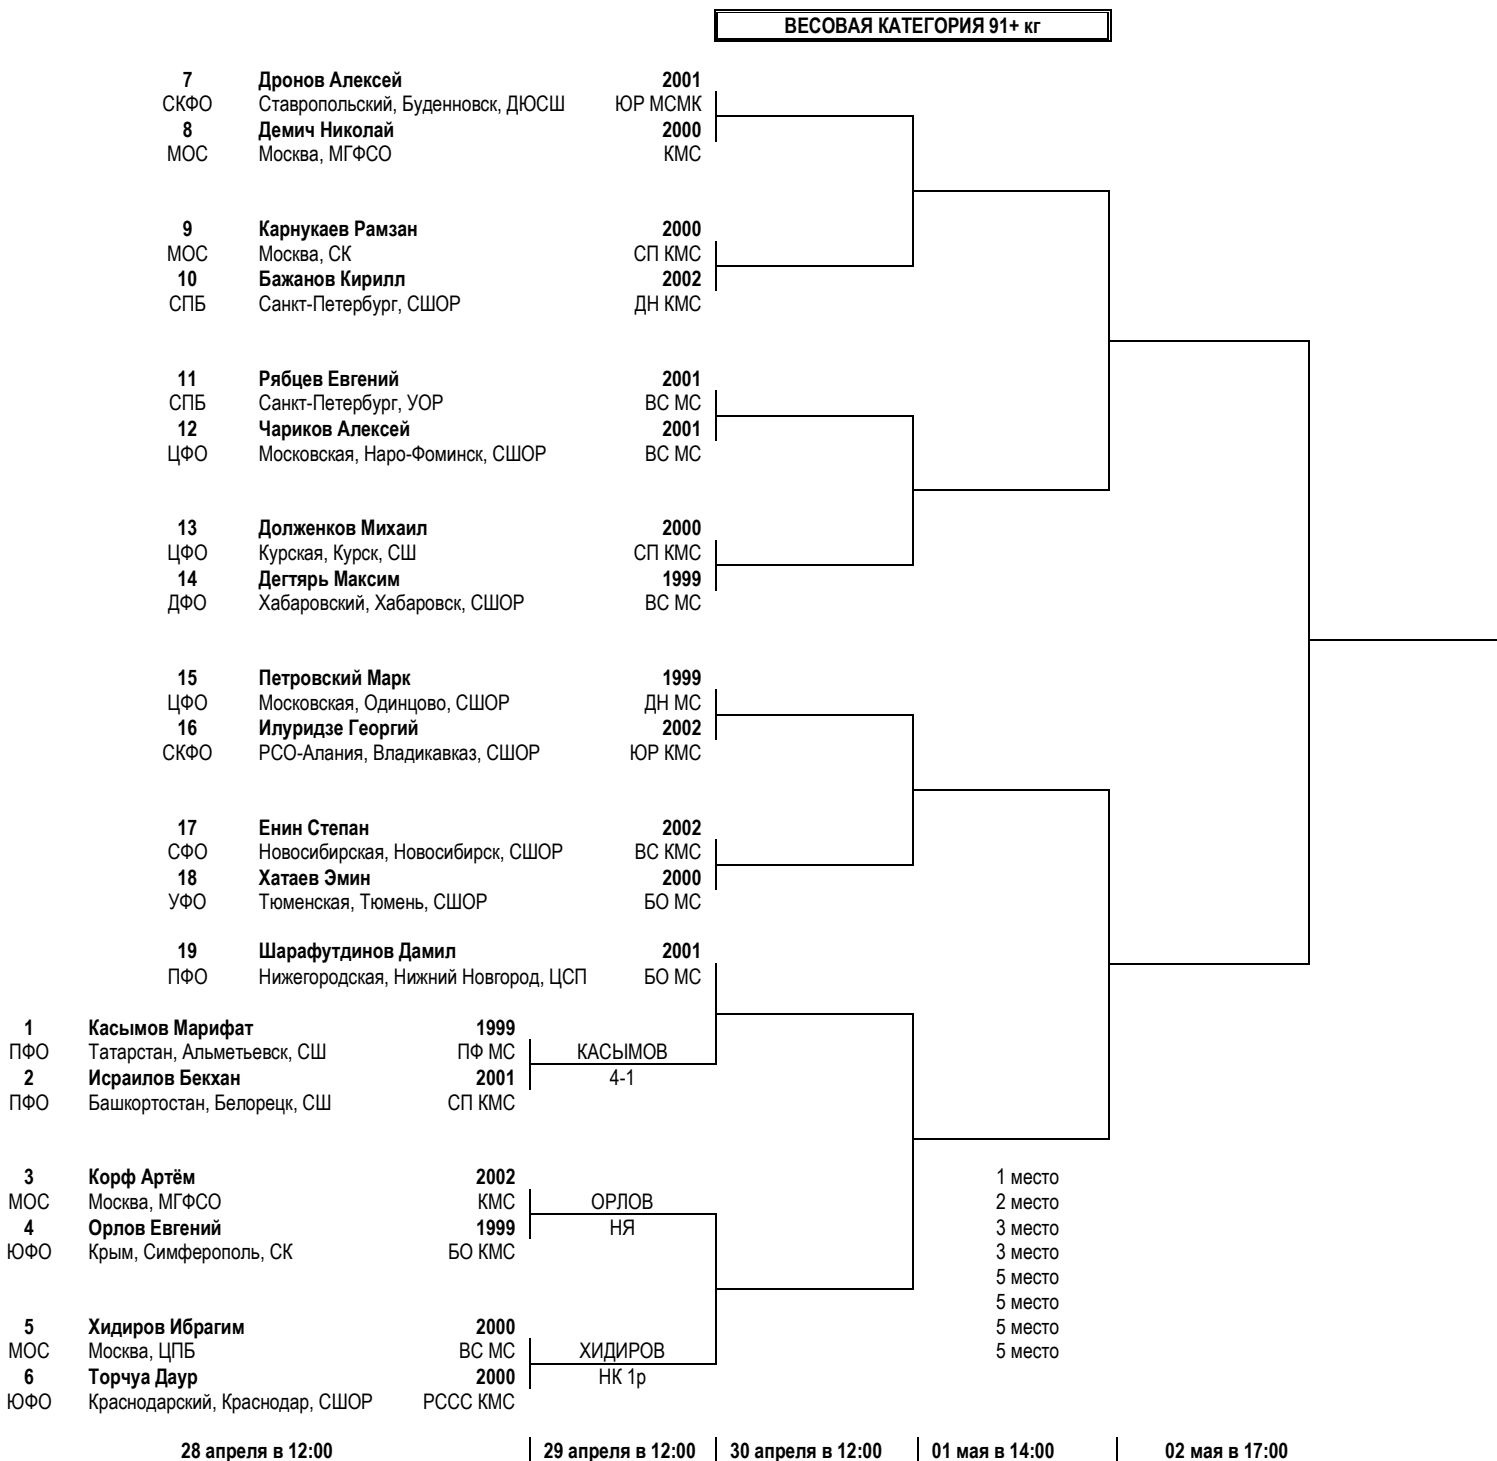 ВЕСОВАЯ КАТЕГОРИЯ 91+ кг
7 Дронов Алексей 2001
СКФО Ставропольский, Буденновск, ДЮСШ ЮР МСМК
8 Демич Николай 2000
МОС Москва, МГФСО КМС
9 Карнукаев Рамзан 2000
МОС Москва, СК СП КМС
10 Бажанов Кирилл 2002
СПБ Санкт-Петербург, СШОР ДН КМС
11 Рябцев Евгений 2001
СПБ Санкт-Петербург, УОР ВС МС
12 Чариков Алексей 2001
ЦФО Московская, Наро-Фоминск, СШОР ВС МС
13 Долженков Михаил 2000
ЦФО Курская, Курск, СШ СП КМС
14 Дегтярь Максим 1999
ДФО Хабаровский, Хабаровск, СШОР ВС МС
15 Петровский Марк 1999
ЦФО Московская, Одинцово, СШОР ДН МС
16 Илуридзе Георгий 2002
СКФО РСО-Алания, Владикавказ, СШОР ЮР КМС
17 Енин Степан 2002
СФО Новосибирская, Новосибирск, СШОР ВС КМС
18 Хатаев Эмин 2000
УФО Тюменская, Тюмень, СШОР БО МС
19 Шарафутдинов Дамил 2001
ПФО Нижегородская, Нижний Новгород, ЦСП БО МС
1 Касымов Марифат 1999
ПФО Татарстан, Альметьевск, СШ ПФ МС КАСЫМОВ
2 Исраилов Бекхан 2001 4-1
ПФО Башкортостан, Белорецк, СШ СП КМС
3 Корф Артём 2002 1 место
МОС Москва, МГФСО КМС ОРЛОВ 2 место
4 Орлов Евгений 1999 НЯ 3 место
ЮФО Крым, Симферополь, СК БО КМС 3 место
5 место
5 место
5 Хидиров Ибрагим 2000 5 место
МОС Москва, ЦПБ ВС МС ХИДИРОВ 5 место
6 Торчуа Даур 2000 НК 1р
ЮФО Краснодарский, Краснодар, СШОР РССС КМС
28 апреля в 12:00 29 апреля в 12:00 30 апреля в 12:00 01 мая в 14:00 02 мая в 17:00